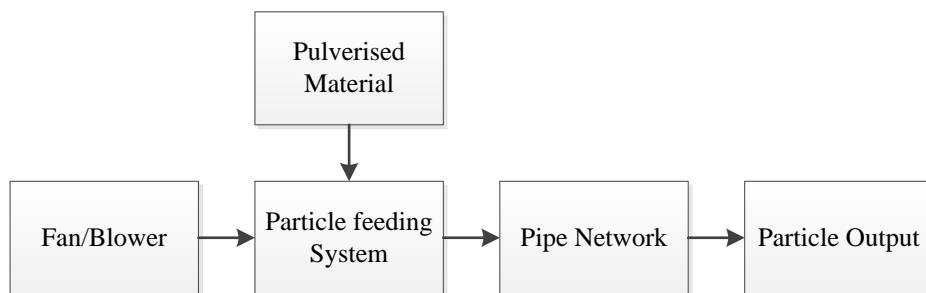 Pulverised
Material
Fan/Blower
Particle feeding
System
Pipe Network
Particle Output